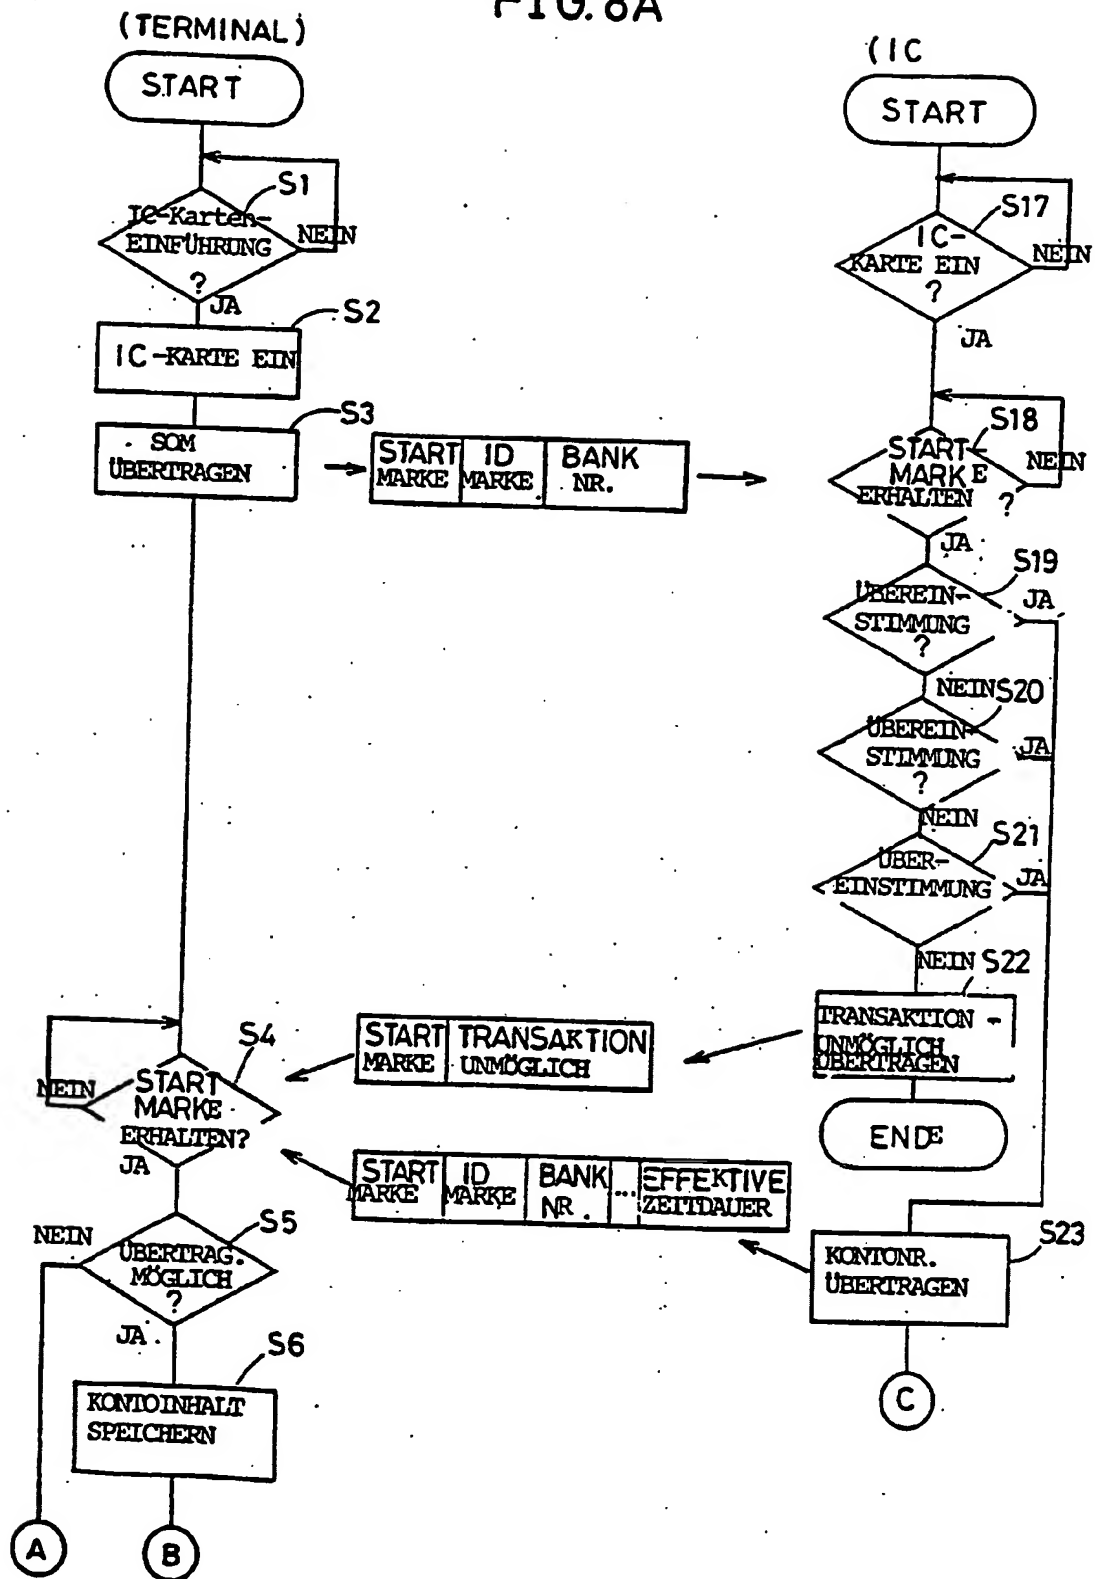 FIG. 8A
(TERMINAL)
START
S1
IC-Karten-
EINFÜHRUNG
?
NEIN
JA
S2
IC-KARTE EIN
S3
SOM
ÜBERTRAGEN
START
MARKE
ID
MARKE
BANK
NR.
S4
START
MARKE
ERHALTEN?
NEIN
JA
START
MARKE
TRANSAKTION
UNMÖGLICH
START
MARKE
ID
MARKE
BANK
NR.
...
EFFEKTIVE
ZEITDAUER
S5
ÜBERTRAG.
MÖGLICH
?
NEIN
JA
S6
KONTOINHALT
SPEICHERN
A
B
(IC
START
S17
IC-
KARTE EIN
?
NEIN
JA
S18
START
MARKE
ERHALTEN
?
NEIN
JA
S19
ÜBEREIN-
STIMMUNG
?
JA
NEIN
S20
ÜBEREIN-
STIMMUNG
?
JA
NEIN
S21
ÜBER-
EINSTIMMUNG
JA
NEIN
S22
TRANSAKTION -
UNMÖGLICH
ÜBERTRAGEN
ENDE
S23
KONTONR.
ÜBERTRAGEN
C